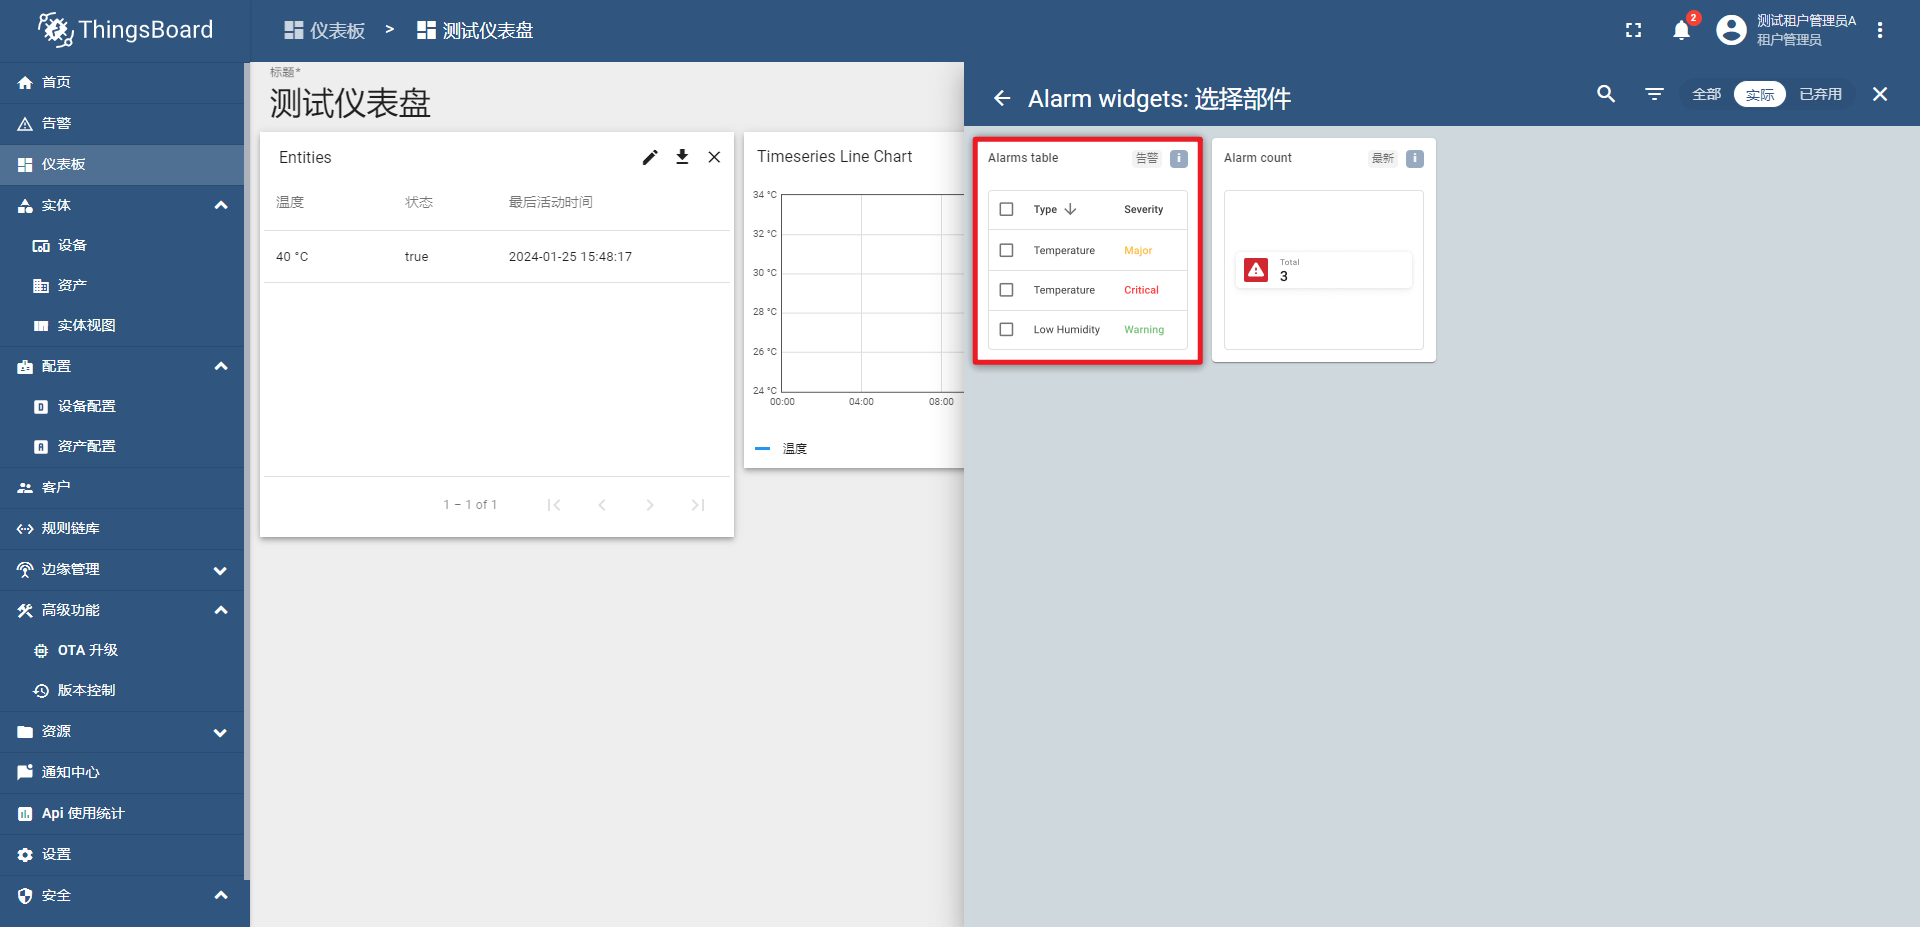 ThingsBoard
仪表板 > 测试仪表盘
2
测试租户管理员A
租户管理员
首页
告警
仪表板
实体
设备
资产
实体视图
配置
设备配置
资产配置
客户
规则链库
边缘管理
高级功能
OTA 升级
版本控制
资源
通知中心
Api 使用统计
设置
安全
标题*
测试仪表盘
Entities
温度 状态 最后活动时间
40 °C true 2024-01-25 15:48:17
1 – 1 of 1
Timeseries Line Chart
34 °C
32 °C
30 °C
28 °C
26 °C
24 °C
00:00 04:00 08:00
温度
Alarm widgets: 选择部件
全部 实际 已弃用
Alarms table 告警 i
Type Severity
Temperature Major
Temperature Critical
Low Humidity Warning
Alarm count 最新 i
Total
3